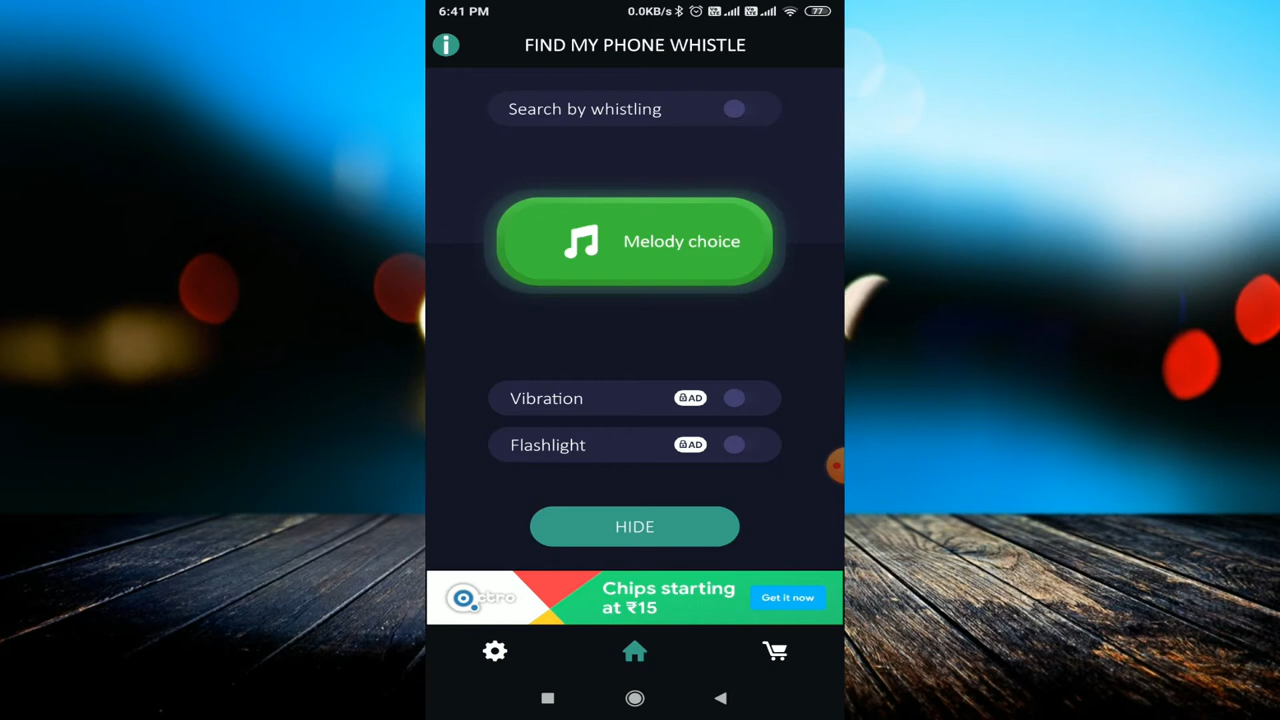 6:41 PM
0.0KB/s
77
FIND MY PHONE WHISTLE
Search by whistling
Melody choice
Vibration
AD
Flashlight
AD
HIDE
Chips starting
at ₹15
Get it now